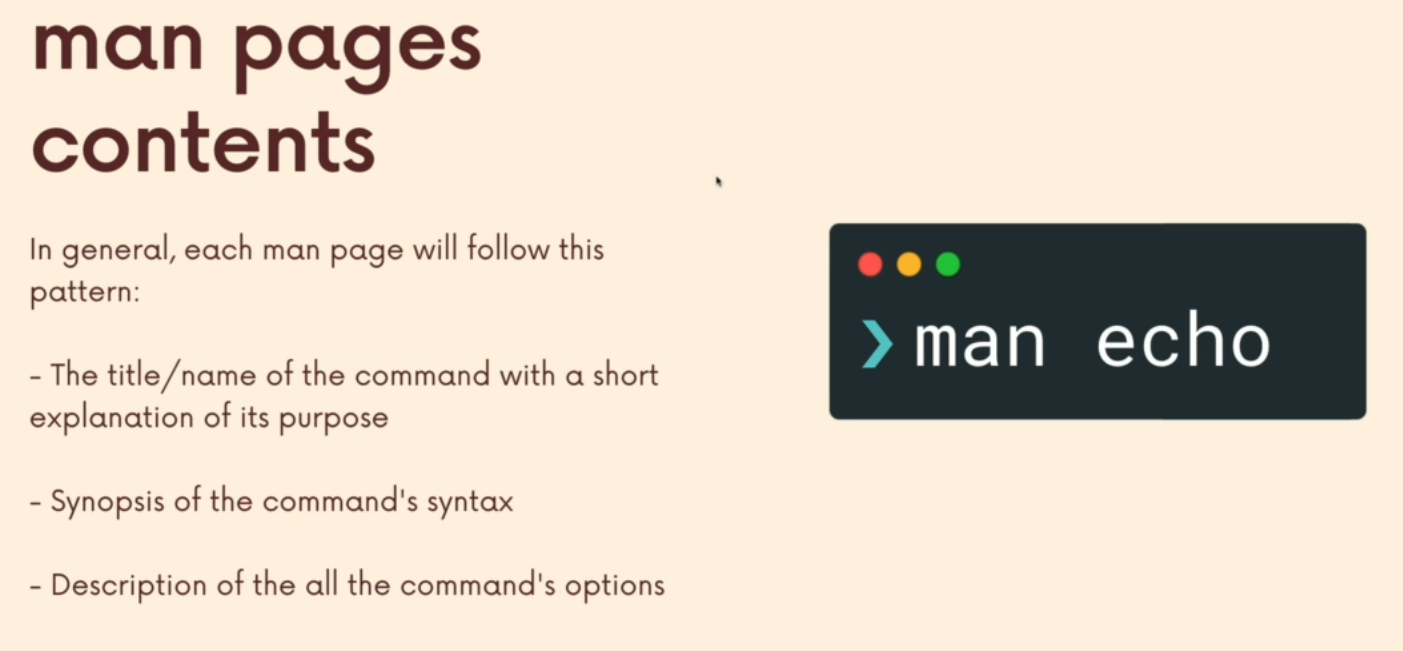 man pages
contents
In general, each man page will follow this
pattern:
- The title/name of the command with a short
explanation of its purpose
- Synopsis of the command's syntax
- Description of the all the command's options
❯ man echo